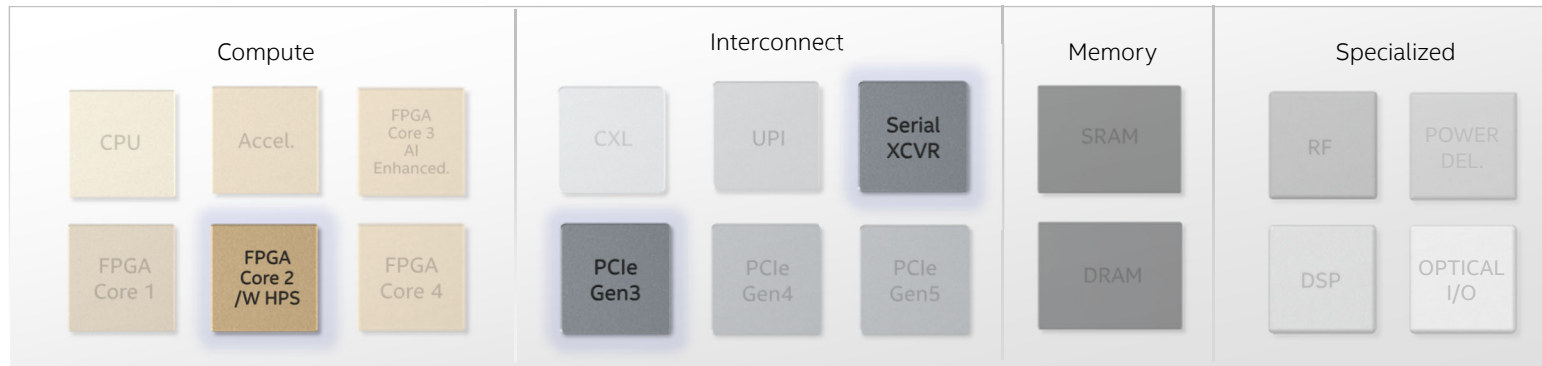 Compute
CPU
Accel.
FPGA
Core 3
AI
Enhanced.
FPGA
Core 1
FPGA
Core 2
/W HPS
FPGA
Core 4
Interconnect
CXL
UPI
Serial
XCVR
PCIe
Gen3
PCIe
Gen4
PCIe
Gen5
Memory
SRAM
DRAM
Specialized
RF
POWER
DEL.
DSP
OPTICAL
I/O